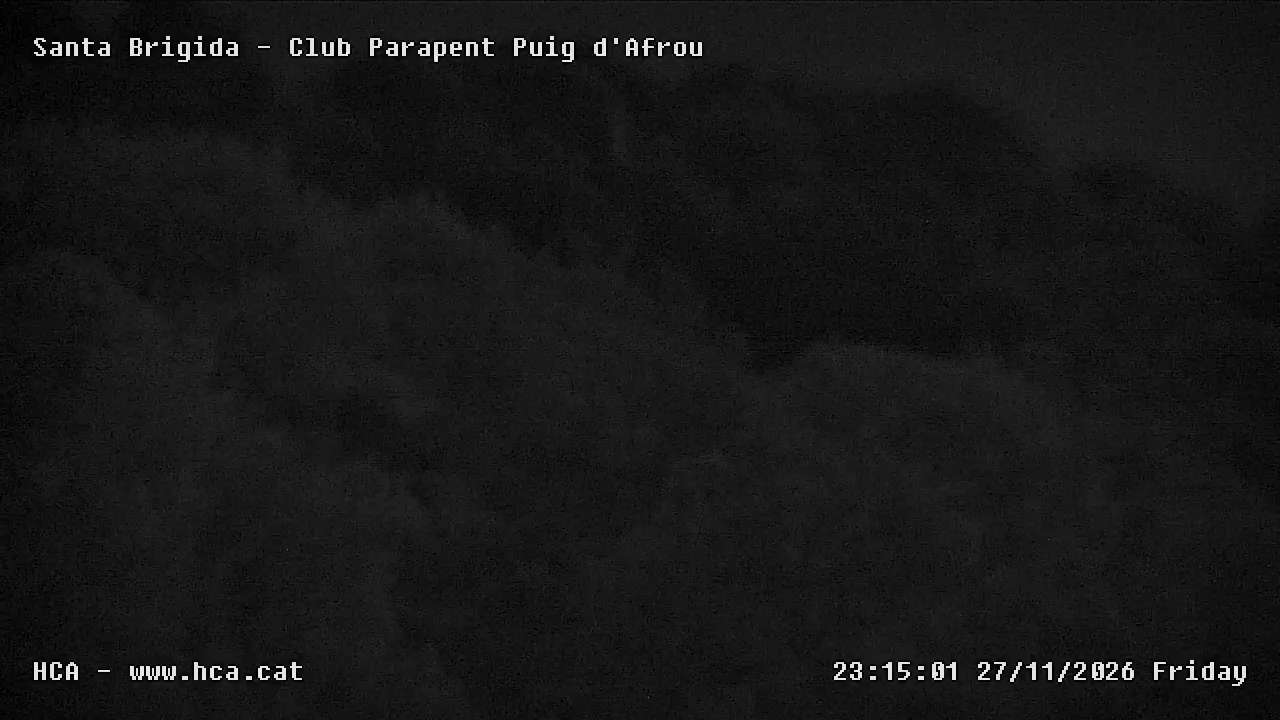 Santa Brigida - Club Parapent Puig d'Afrou
HCA - www.hca.cat
23:15:01 27/11/2026 Friday